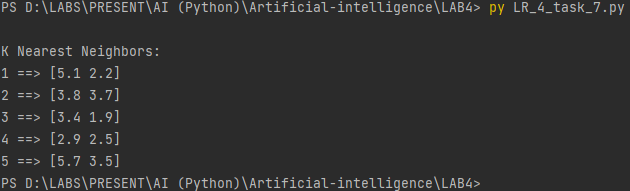 PS D:\LABS\PRESENT\AI (Python)\Artificial-intelligence\LAB4> py LR_4_task_7.py
K Nearest Neighbors:
1 ==> [5.1 2.2]
2 ==> [3.8 3.7]
3 ==> [3.4 1.9]
4 ==> [2.9 2.5]
5 ==> [5.7 3.5]
PS D:\LABS\PRESENT\AI (Python)\Artificial-intelligence\LAB4>